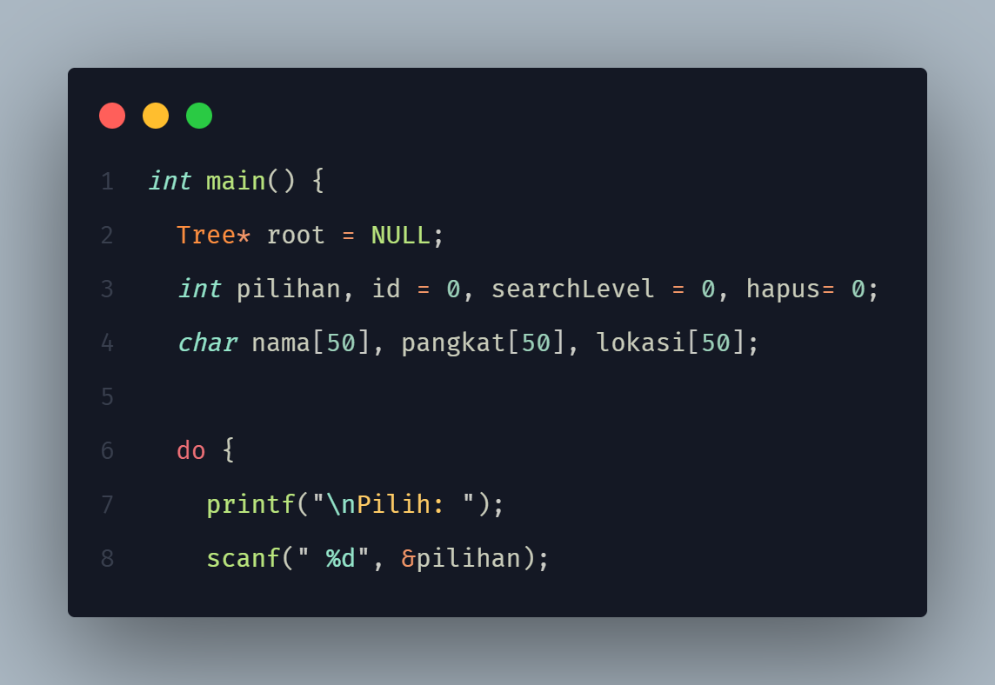 1 int main() {
2 Tree* root = NULL;
3 int pilihan, id = 0, searchLevel = 0, hapus= 0;
4 char nama[50], pangkat[50], lokasi[50];
5
6 do {
7 printf("\nPilih: ");
8 scanf(" %d", &pilihan);